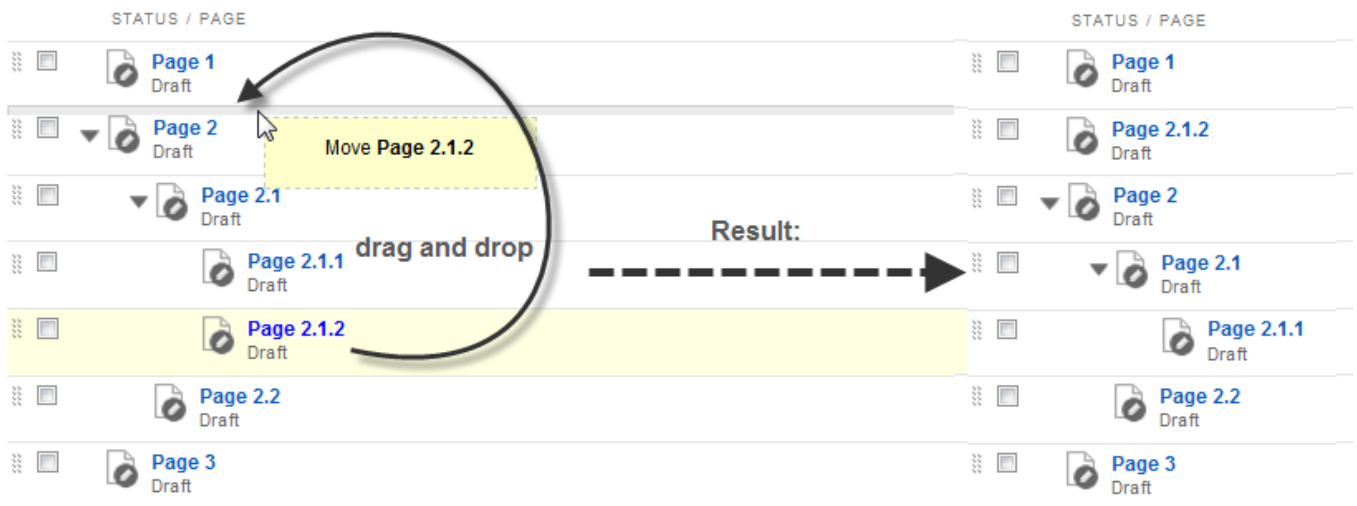 STATUS / PAGE
Page 1
Draft
Page 2
Draft
Move Page 2.1.2
Page 2.1
Draft
drag and drop
Page 2.1.1
Draft
Page 2.1.2
Draft
Page 2.2
Draft
Page 3
Draft
Result:
STATUS / PAGE
Page 1
Draft
Page 2.1.2
Draft
Page 2
Draft
Page 2.1
Draft
Page 2.1.1
Draft
Page 2.2
Draft
Page 3
Draft